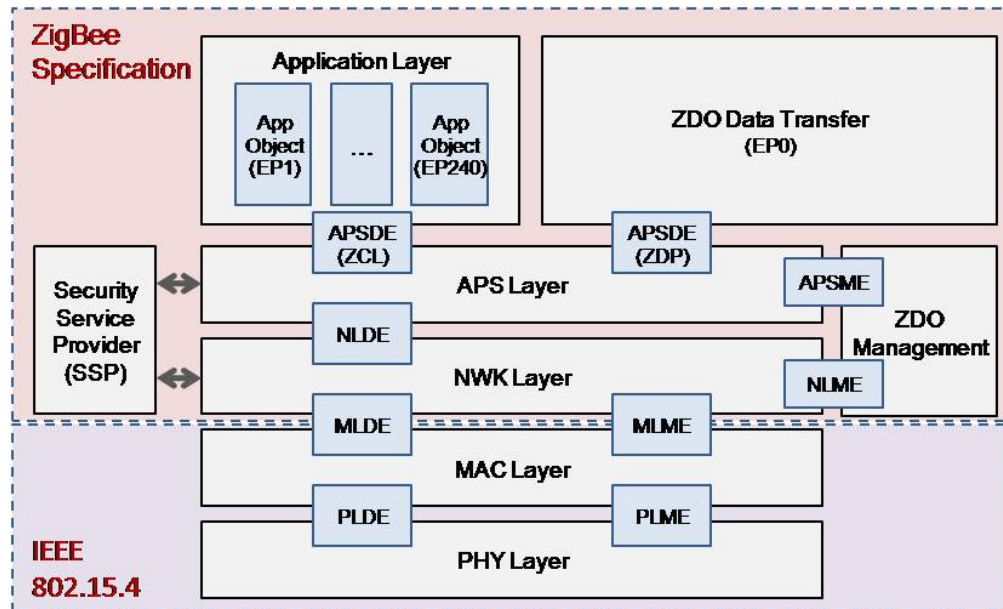 ZigBee
Specification
Application Layer
App
Object
(EP1)
...
App
Object
(EP240)
ZDO Data Transfer
(EP0)
APSDE
(ZCL)
APSDE
(ZDP)
Security
Service
Provider
(SSP)
APS Layer
APSME
ZDO
Management
NLDE
NWK Layer
NLME
MLDE
MLME
MAC Layer
PLDE
PLME
PHY Layer
IEEE
802.15.4